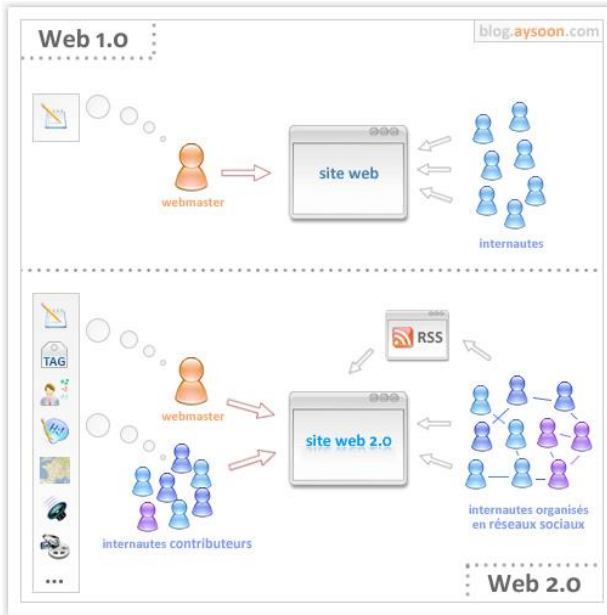 Web 1.0
blog.aysoon.com
site web
webmaster
internautes
TAG
RSS
webmaster
site web 2.0
internautes contributeurs
internautes organisés
en réseaux sociaux
...
Web 2.0